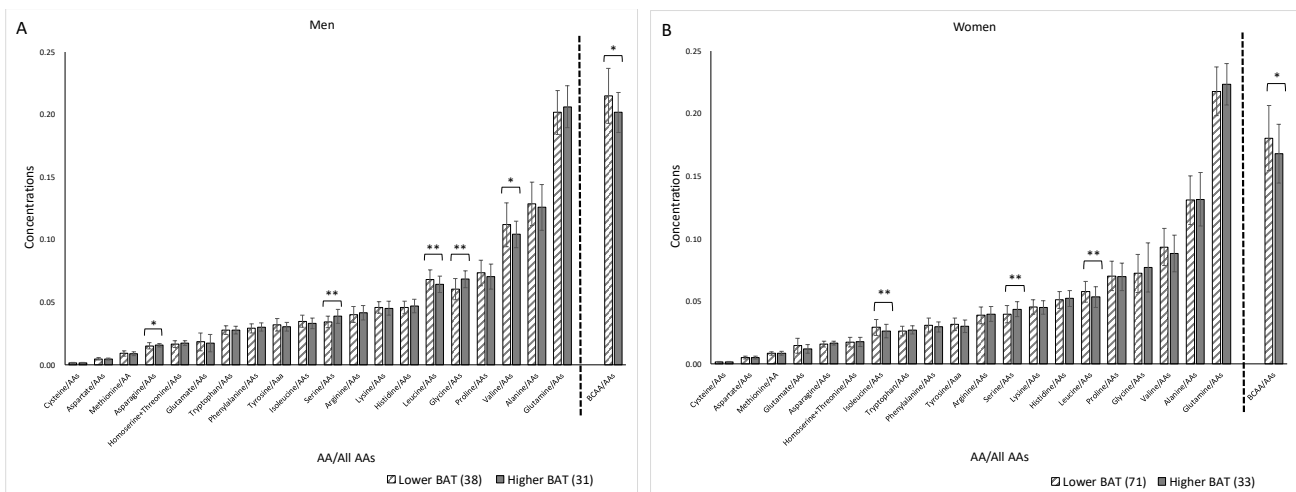 A
Men
0.25
0.20
0.15
0.10
0.05
0.00
Concentrations
*
**
**
**
*
*
Cysteine/AAs
Aspartate/AAs
Methionine/AA
Asparagine/AAs
Homoserine+Threonine/AAs
Glutamate/AAs
Tryptophan/AAs
Phenylalanine/AAs
Tyrosine/Aaa
Isoleucine/AAs
Serine/AAs
Arginine/AAs
Lysine/AAs
Histidine/AAs
Leucine/AAs
Glycine/AAs
Proline/AAs
Valine/AAs
Alanine/AAs
Glutamine/AAs
BCAA/AAs
AA/All AAs
Lower BAT (38) Higher BAT (31)
B
Women
0.25
0.20
0.15
0.10
0.05
0.00
Concentrations
**
**
**
*
Cysteine/AAs
Aspartate/AAs
Methionine/AA
Glutamate/AAs
Asparagine/AAs
Homoserine+Threonine/AAs
Isoleucine/AAs
Tryptophan/AAs
Phenylalanine/AAs
Tyrosine/Aaa
Arginine/AAs
Serine/AAs
Lysine/AAs
Histidine/AAs
Leucine/AAs
Proline/AAs
Glycine/AAs
Valine/AAs
Alanine/AAs
Glutamine/AAs
BCAA/AAs
AA/All AAs
Lower BAT (71) Higher BAT (33)